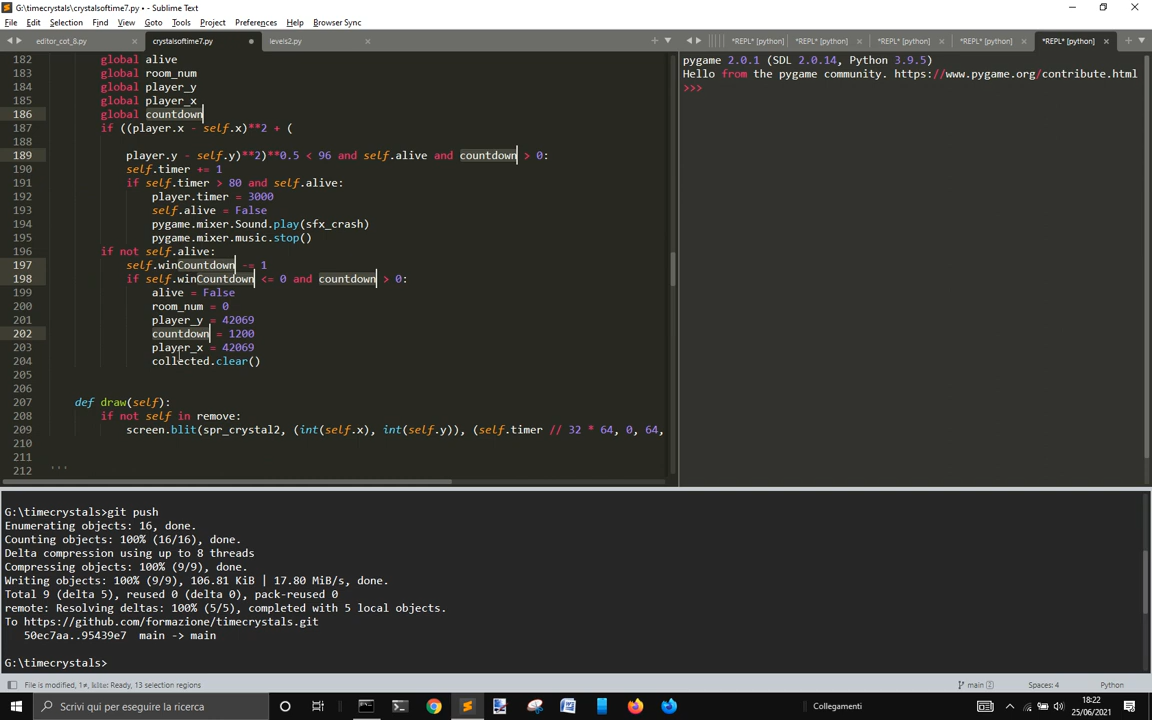 G:\timecrystals\crystalsoftime7.py • - Sublime Text
File Edit Selection Find View Goto Tools Project Preferences Help Browser Sync
editor_cot_8.py crystalsoftime7.py levels2.py
*REPL* [python] *REPL* [python] *REPL* [python] *REPL* [python] *REPL* [python]
182 global alive
183 global room_num
184 global player_y
185 global player_x
186 global countdown
187 if ((player.x - self.x)**2 + (
188
189 player.y - self.y)**2)**0.5 < 96 and self.alive and countdown > 0:
190 self.timer += 1
191 if self.timer > 80 and self.alive:
192 player.timer = 3000
193 self.alive = False
194 pygame.mixer.Sound.play(sfx_crash)
195 pygame.mixer.music.stop()
196 if not self.alive:
197 self.winCountdown -= 1
198 if self.winCountdown <= 0 and countdown > 0:
199 alive = False
200 room_num = 0
201 player_y = 42069
202 countdown = 1200
203 player_x = 42069
204 collected.clear()
205
206
207 def draw(self):
208 if not self in remove:
209 screen.blit(spr_crystal2, (int(self.x), int(self.y)), (self.timer // 32 * 64, 0, 64,
210
211
212 '''
pygame 2.0.1 (SDL 2.0.14, Python 3.9.5)
Hello from the pygame community. https://www.pygame.org/contribute.html
>>>
G:\timecrystals>git push
Enumerating objects: 16, done.
Counting objects: 100% (16/16), done.
Delta compression using up to 8 threads
Compressing objects: 100% (9/9), done.
Writing objects: 100% (9/9), 106.81 KiB | 17.80 MiB/s, done.
Total 9 (delta 5), reused 0 (delta 0), pack-reused 0
remote: Resolving deltas: 100% (5/5), completed with 5 local objects.
To https://github.com/formazione/timecrystals.git
50ec7aa..95439e7 main -> main
G:\timecrystals>
File is modified, 1≠, Ready, 13 selection regions
main 2 Spaces: 4 Python
Scrivi qui per eseguire la ricerca
Collegamenti
18:22
25/06/2021